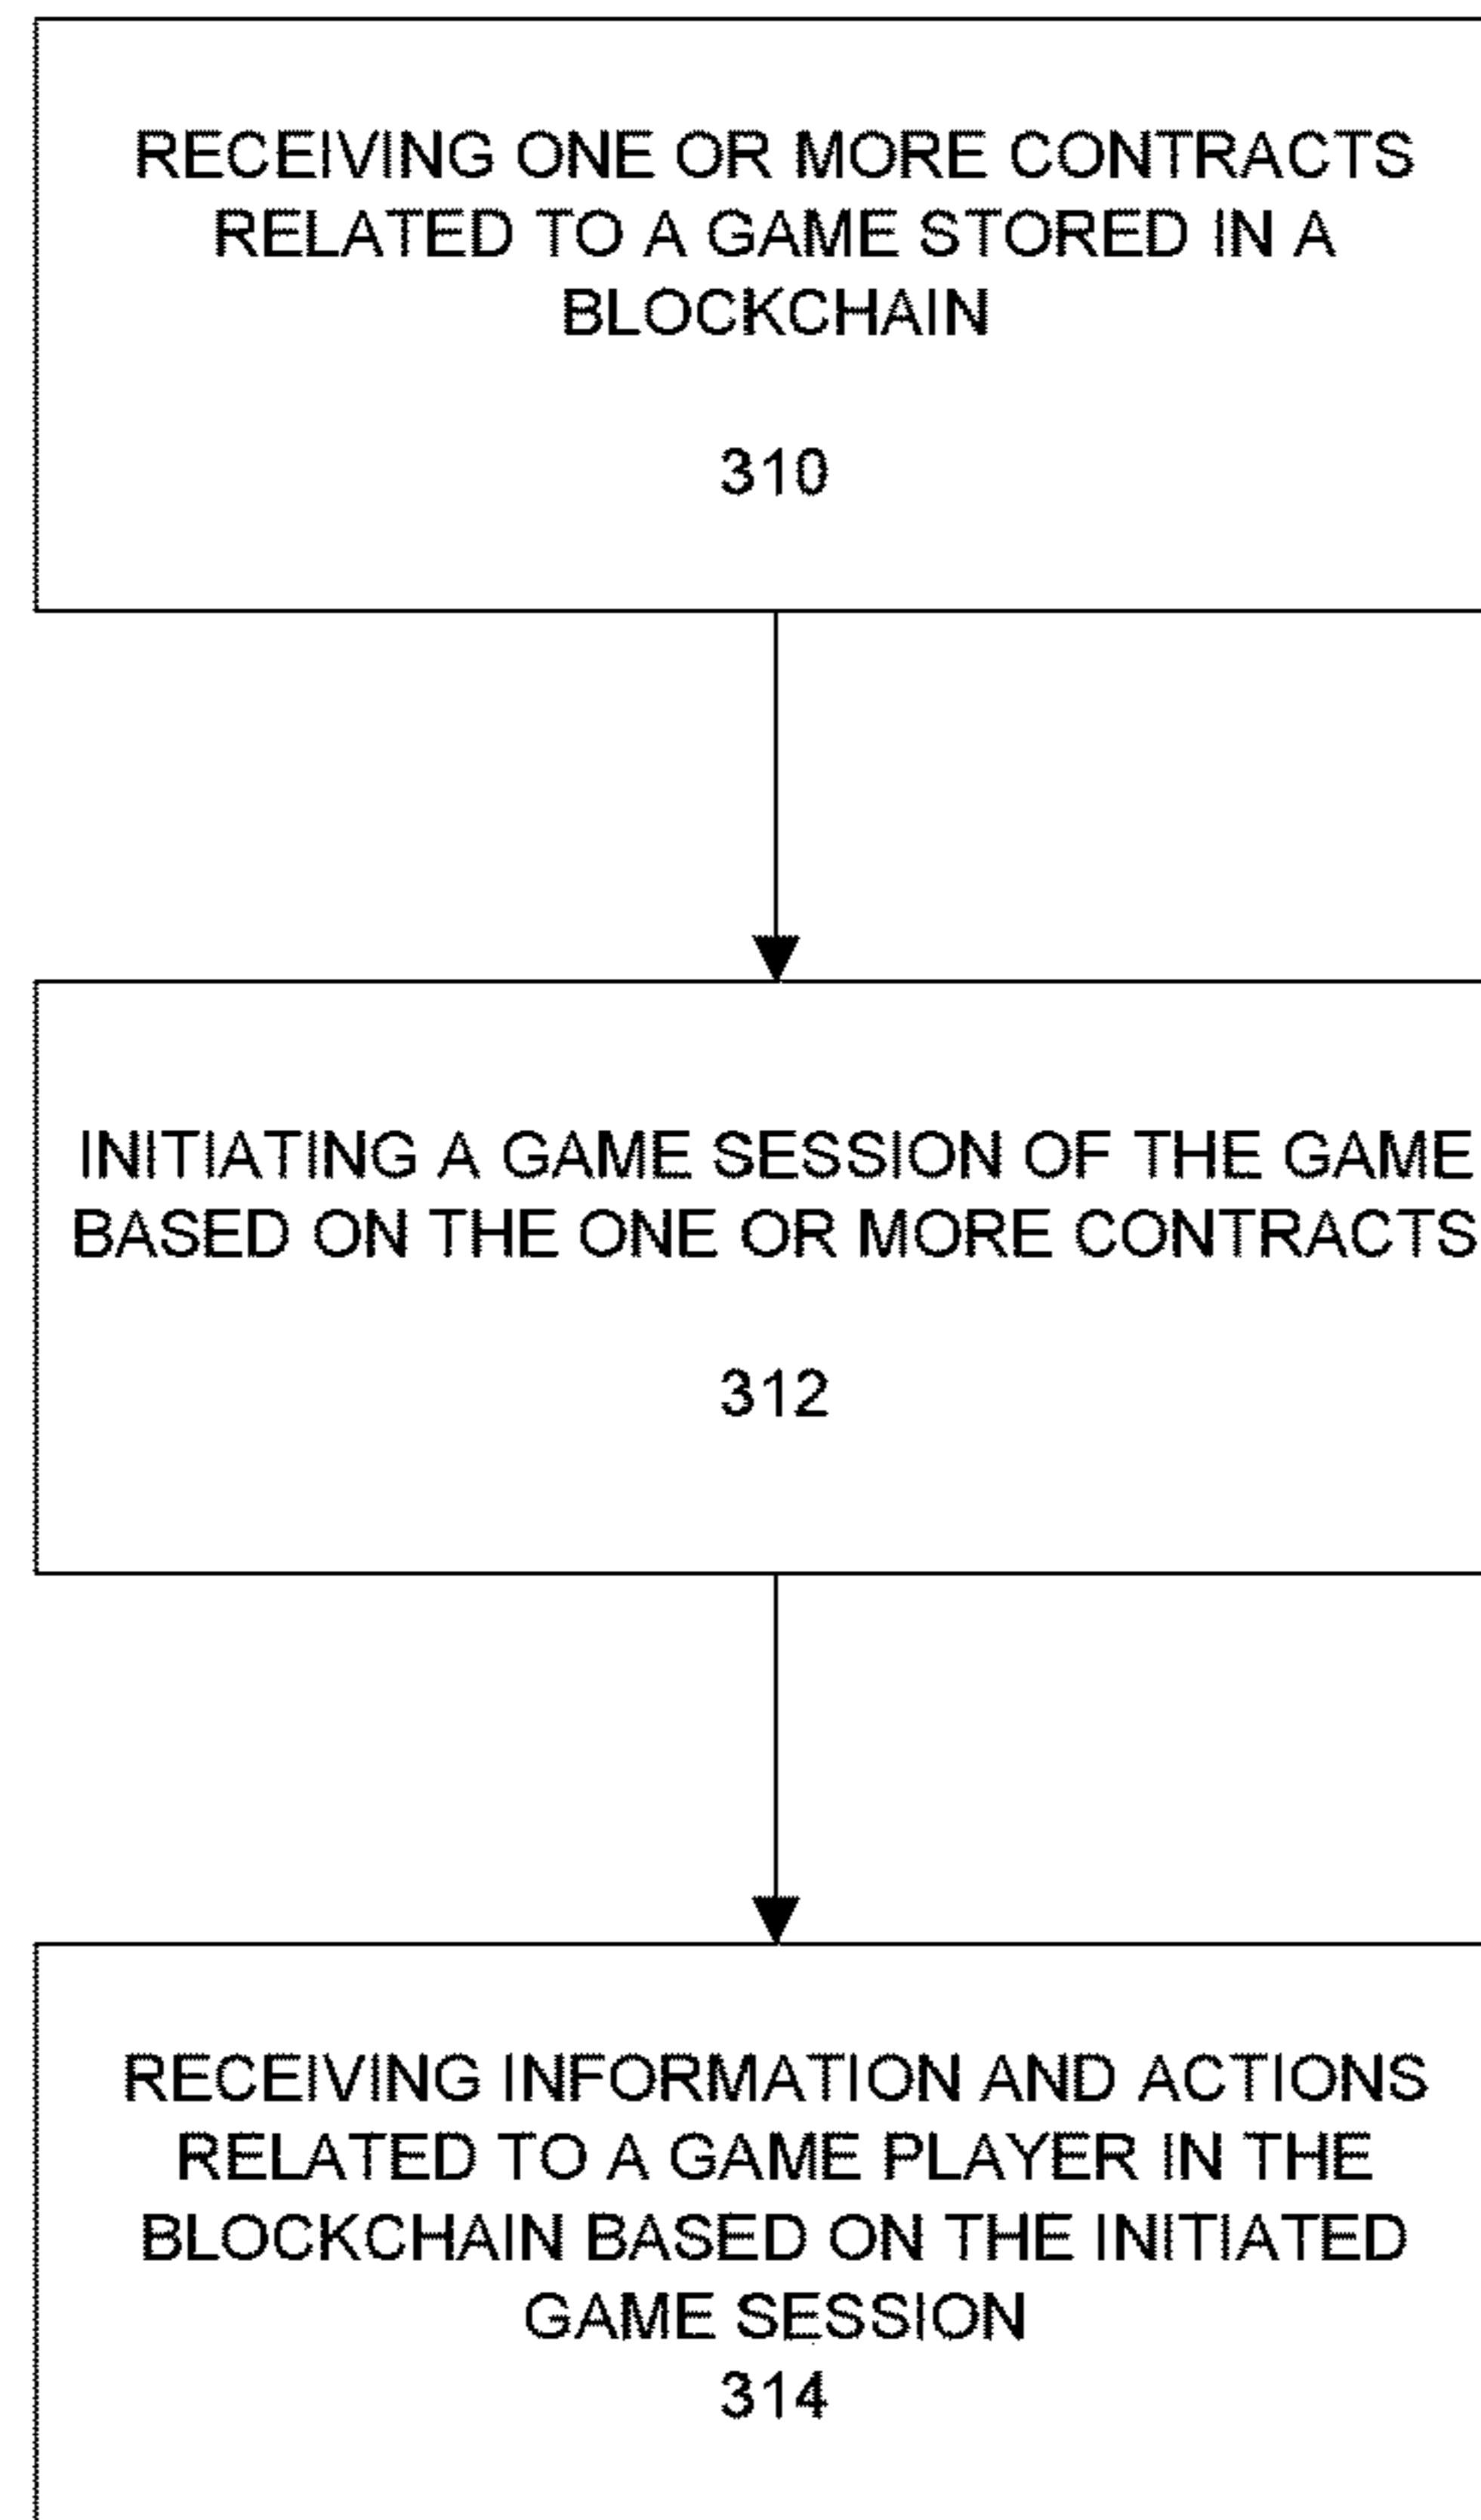 RECEIVING ONE OR MORE CONTRACTS
RELATED TO A GAME STORED IN A
BLOCKCHAIN
310
INITIATING A GAME SESSION OF THE GAME
BASED ON THE ONE OR MORE CONTRACTS
312
RECEIVING INFORMATION AND ACTIONS
RELATED TO A GAME PLAYER IN THE
BLOCKCHAIN BASED ON THE INITIATED
GAME SESSION
314